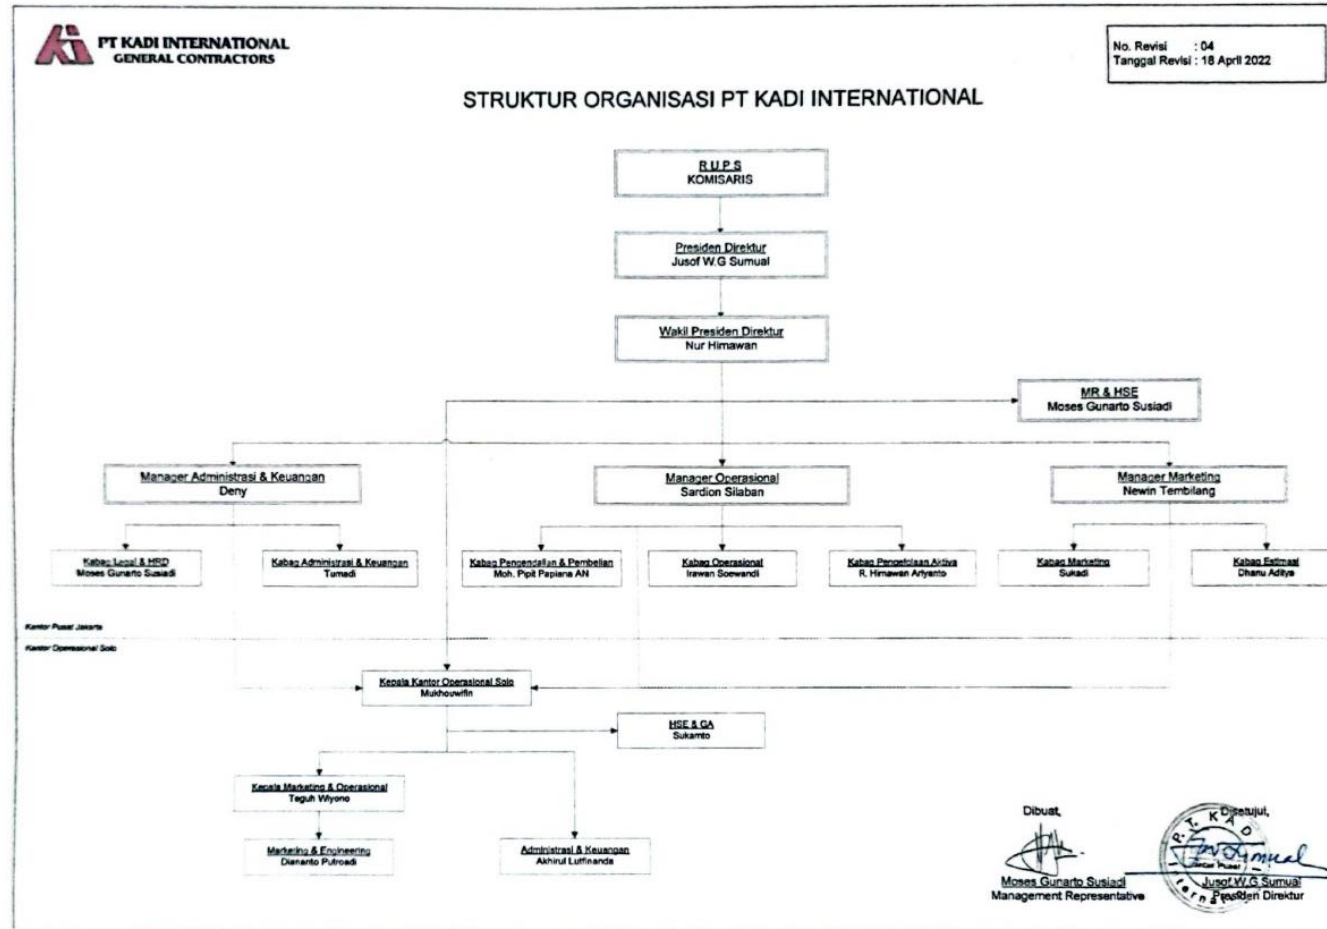 PT KADI INTERNATIONAL
GENERAL CONTRACTORS
No. Revisi : 04
Tanggal Revisi : 18 April 2022
STRUKTUR ORGANISASI PT KADI INTERNATIONAL
R U P S
KOMISARIS
Presiden Direktur
Jusof W.G Sumual
Wakil Presiden Direktur
Nur Himawan
MR & HSE
Moses Gunarto Susiadi
Manager Administrasi & Keuangan
Deny
Manager Operasional
Sardion Silaban
Manager Marketing
Newin Tembilang
Kabag Legal & HRD
Moses Gunarto Susiadi
Kabag Administrasi & Keuangan
Tumadi
Kabag Pengendalian & Pembelian
Moh. Pipit Papiana AN
Kabag Operasional
Irawan Soewandi
Kabag Pengelolaan Aktiva
R. Himawan Ariyanto
Kabag Marketing
Sukadi
Kabag Estimasi
Dhanu Aditya
Kantor Pusat Jakarta
Kantor Operasional Solo
Kepala Kantor Operasional Solo
Mukhouwifin
HSE & GA
Sukamto
Kepala Marketing & Operasional
Teguh Wiyono
Marketing & Engineering
Diananto Putroadi
Administrasi & Keuangan
Akhirul Lutfinanda
Dibuat,
Moses Gunarto Susiadi
Management Representative
Disetujui,
P.T. KADI
Kantor Pusat
International
Jusof W.G Sumual
Presiden Direktur